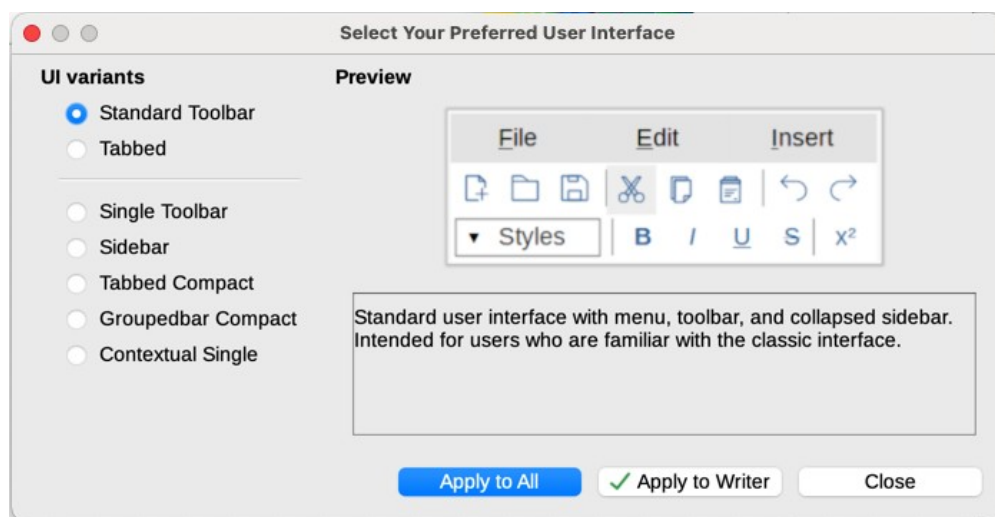 Select Your Preferred User Interface
UI variants
Standard Toolbar
Tabbed
Single Toolbar
Sidebar
Tabbed Compact
Groupedbar Compact
Contextual Single
Preview
File Edit Insert
Styles B I U S X²
Standard user interface with menu, toolbar, and collapsed sidebar.
Intended for users who are familiar with the classic interface.
Apply to All Apply to Writer Close